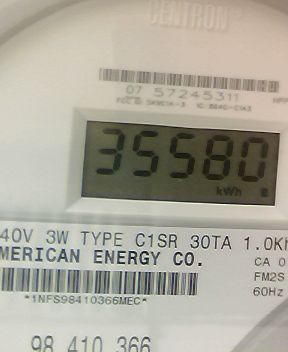 CENTRON
07 57245311
35580
kWh
40V 3W TYPE C1SR 30TA 1.0Kh
MERICAN ENERGY CO.
CA 0
FM2S
60Hz
*1NFS98410366MEC*
98 410 366